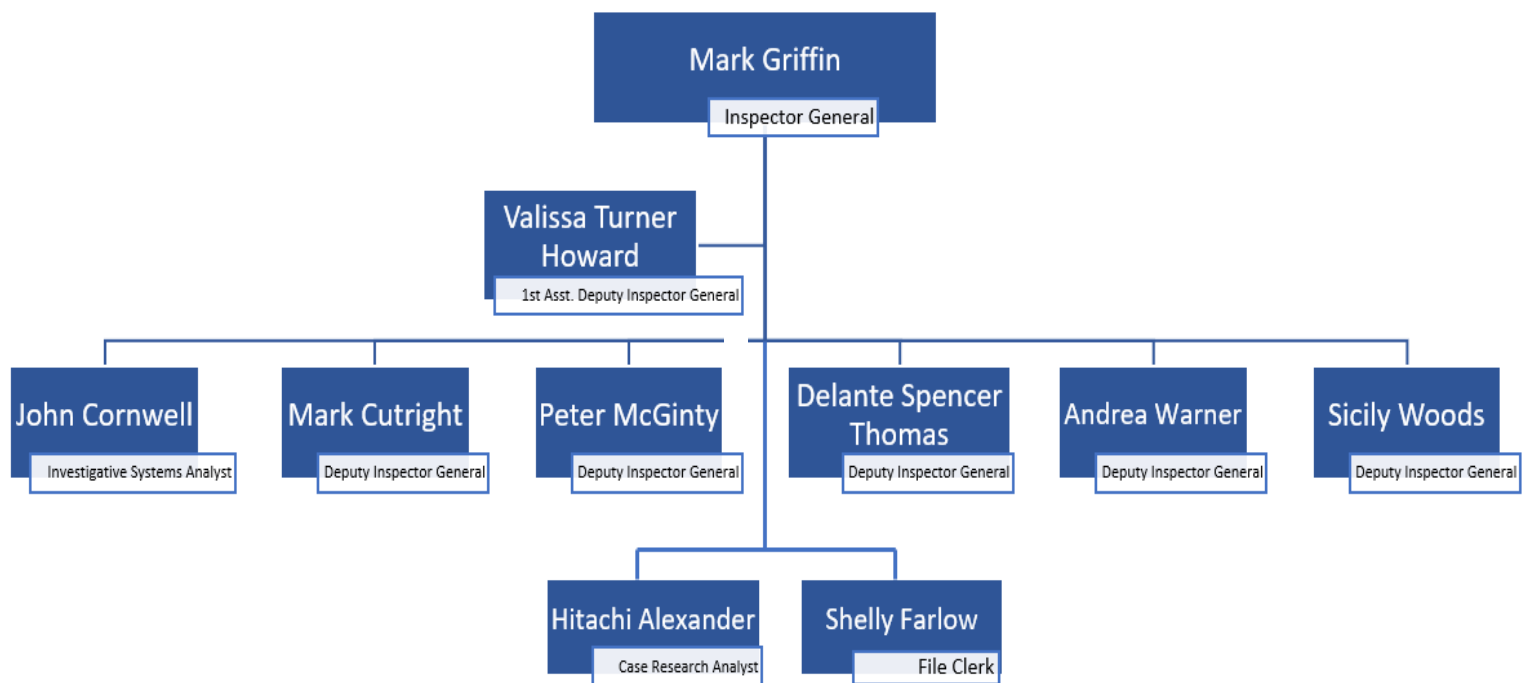 Mark Griffin
Inspector General
Valissa Turner
Howard
1st Asst. Deputy Inspector General
John Cornwell
Investigative Systems Analyst
Mark Cutright
Deputy Inspector General
Peter McGinty
Deputy Inspector General
Delante Spencer
Thomas
Deputy Inspector General
Andrea Warner
Deputy Inspector General
Sicily Woods
Deputy Inspector General
Hitachi Alexander
Case Research Analyst
Shelly Farlow
File Clerk